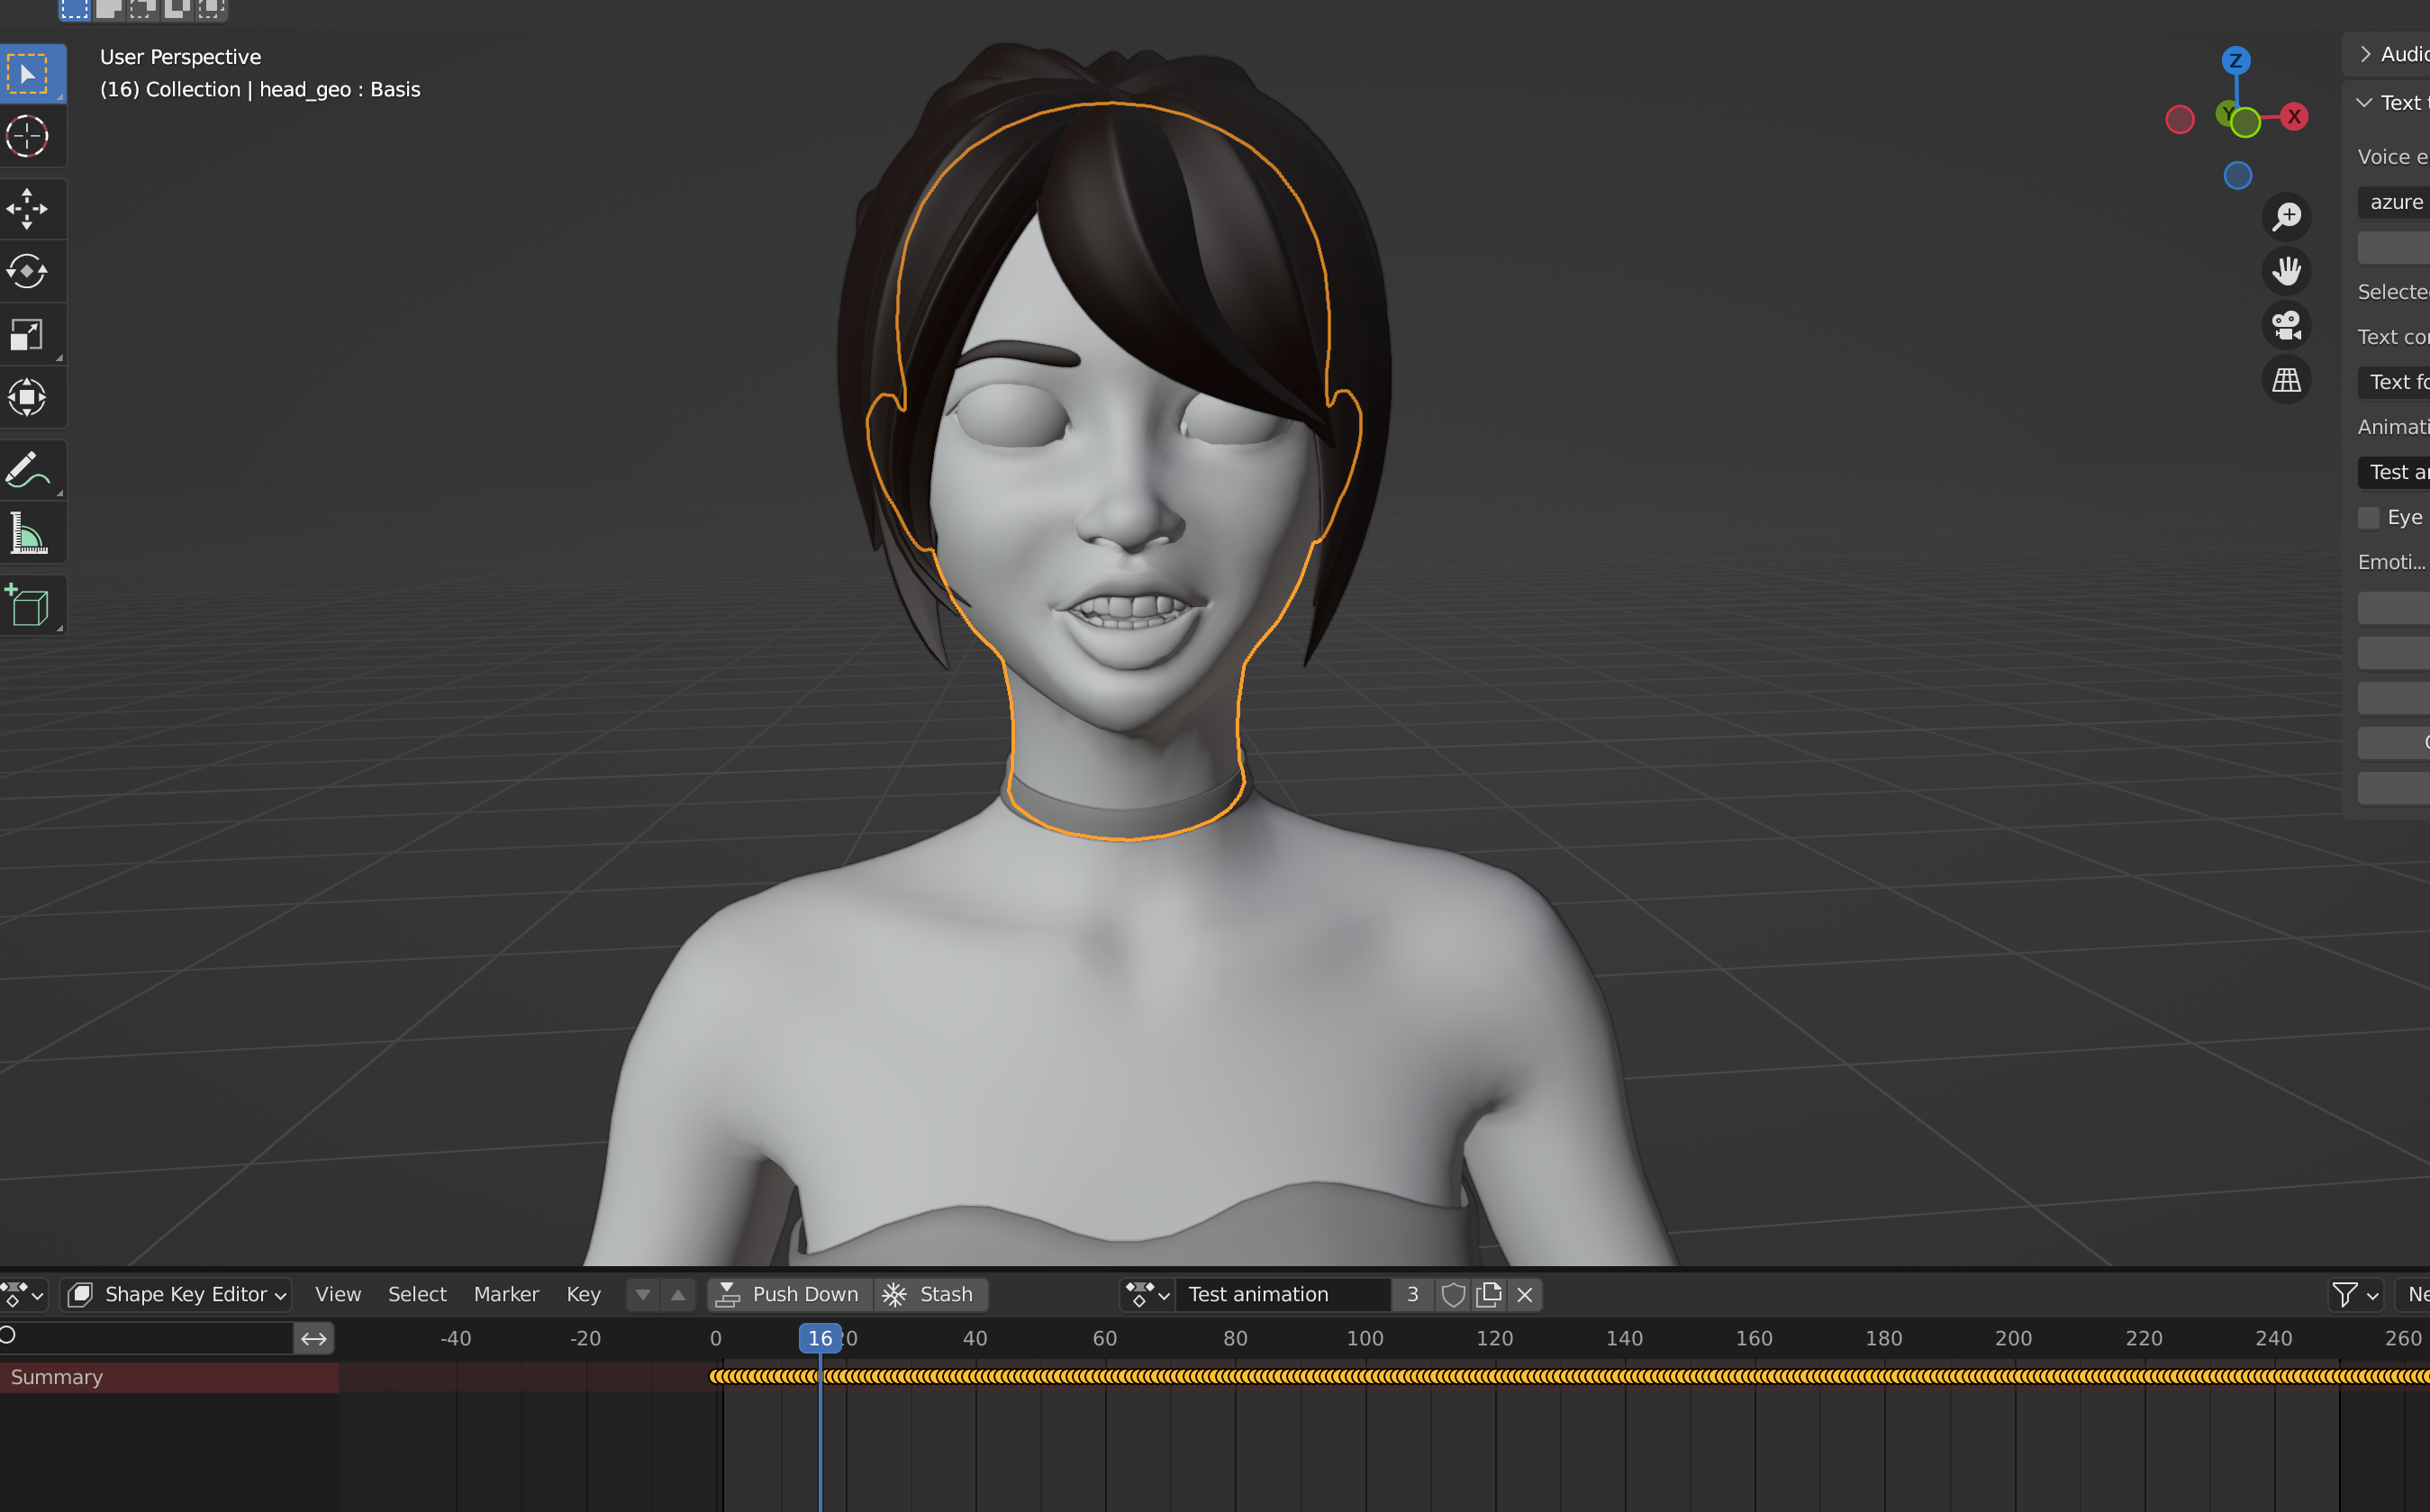 User Perspective
(16) Collection | head_geo : Basis
Z
Y
X
Audio
Text
Voice e
azure
Selecte
Text co
Text fo
Animati
Test a
Eye
Emoti...
Shape Key Editor
View
Select
Marker
Key
Push Down
Stash
Test animation
3
Ne
-40 -20 0 16 20 40 60 80 100 120 140 160 180 200 220 240 260
Summary